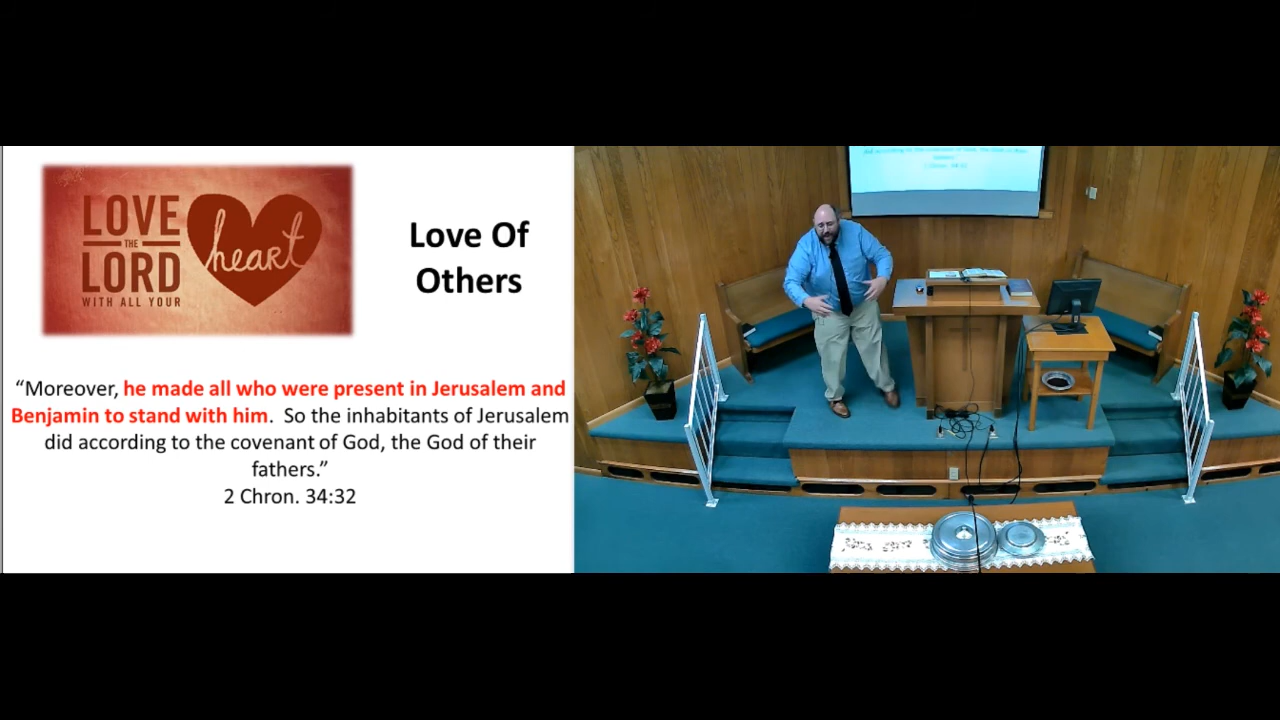 LOVE
THE
LORD
WITH ALL YOUR
heart
Love Of
Others
“Moreover, he made all who were present in Jerusalem and
Benjamin to stand with him.  So the inhabitants of Jerusalem
did according to the covenant of God, the God of their
fathers.”
2 Chron. 34:32